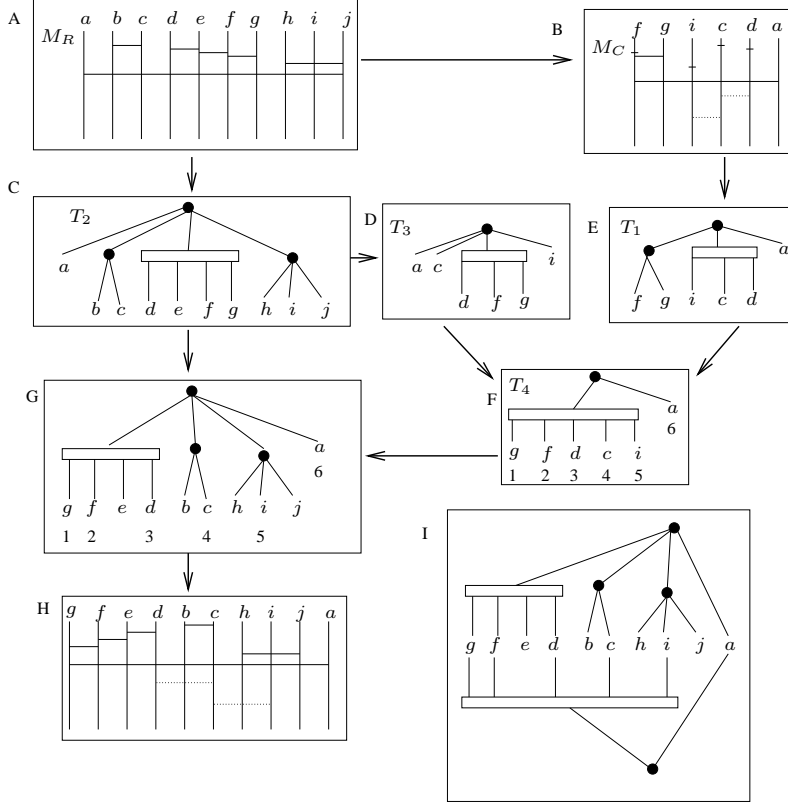 A
a b c d e f g h i j
M_R
B
f g i c d a
M_C
C
T_2
a
b c d e f g h i j
D
T_3
a c i
d f g
E
T_1
a
f g i c d
F
T_4
a
6
g f d c i
1 2 3 4 5
G
a
6
g f e d b c h i j
1 2 3 4 5
H
g f e d b c h i j a
I
g f e d b c h i j a